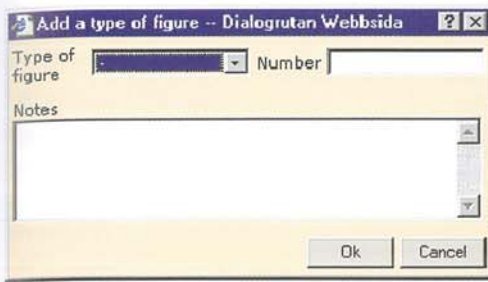 Add a type of figure -- Dialogrutan Webbsida
Type of figure - Number
Notes
Ok Cancel